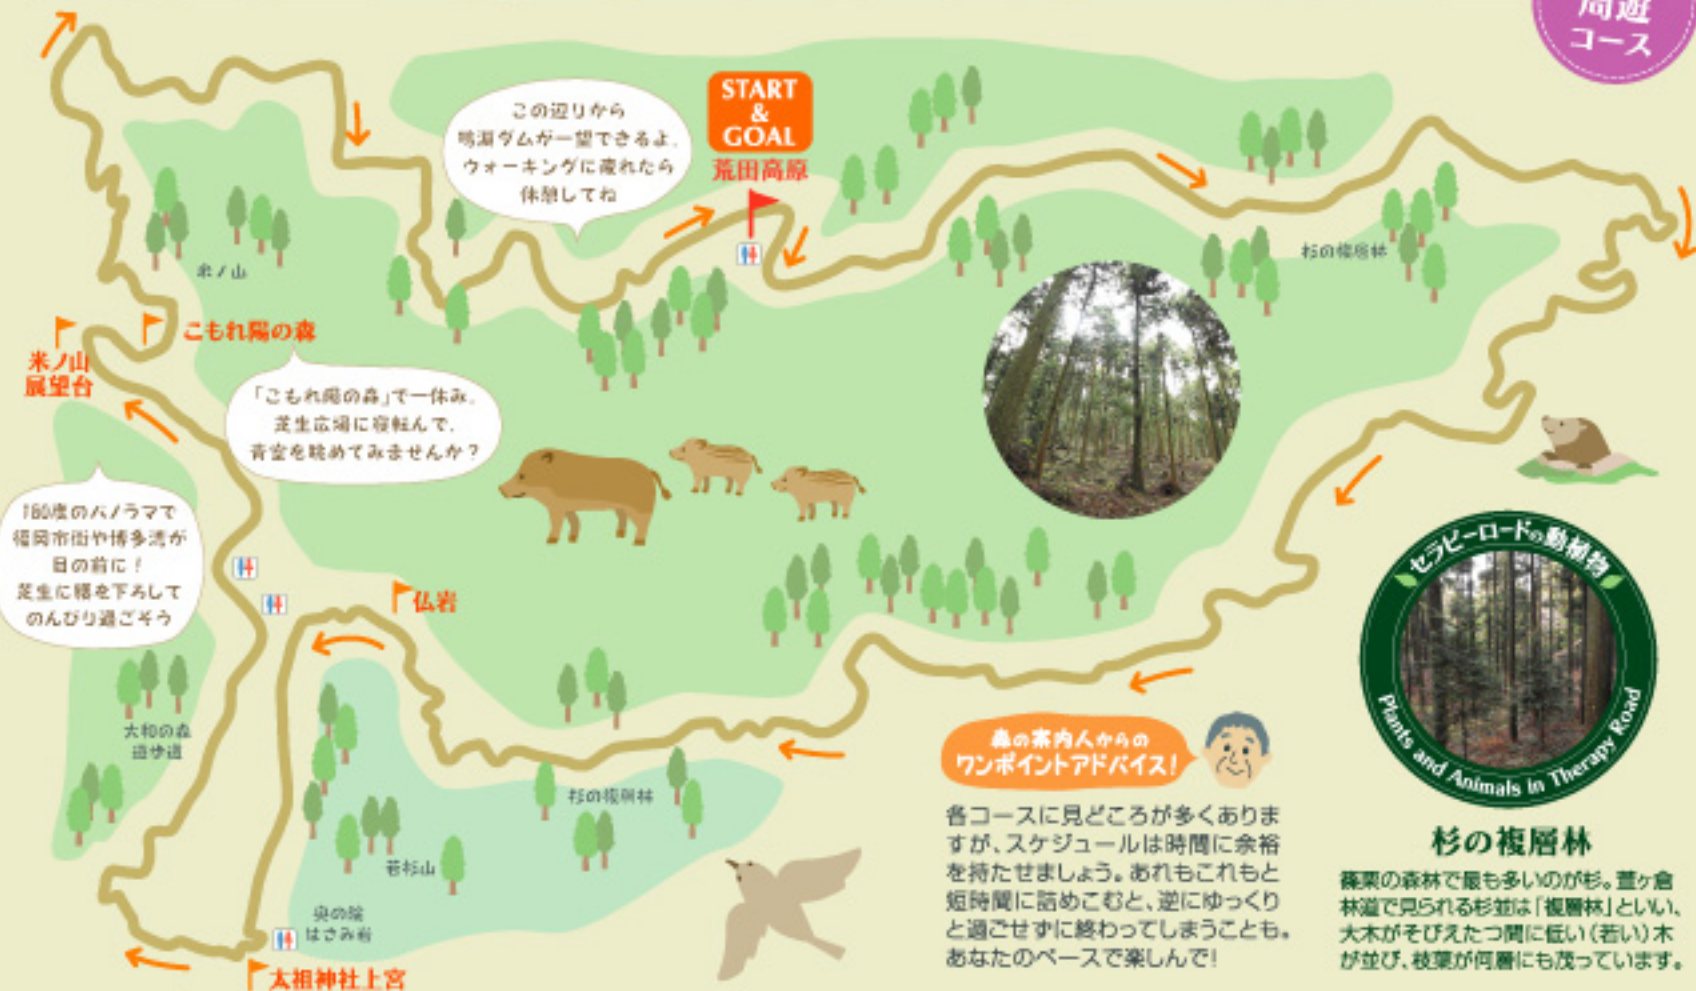 周遊
コース
この辺りから
鳴淵ダムが一望できるよ。
ウォーキングに疲れたら
休憩してね
START
&
GOAL
荒田高原
杉の複層林
米ノ山
こもれ陽の森
米ノ山
展望台
「こもれ陽の森」で一休み。
芝生広場に寝転んで、
青空を眺めてみませんか？
180度のパノラマで
福岡市街や博多湾が
目の前に！
芝生に腰を下ろして
のんびり過ごそう
仏岩
大和の森
遊歩道
杉の複層林
若杉山
奥の院
はさみ岩
太祖神社上宮
森の案内人からの
ワンポイントアドバイス!
各コースに見どころが多くありま
すが、スケジュールは時間に余裕
を持たせましょう。あれもこれもと
短時間に詰めこむと、逆にゆっくり
と過ごせずに終わってしまうことも。
あなたのペースで楽しんで!
セラピーロードの動植物
Plants and Animals in Therapy Road
杉の複層林
篠栗の森林で最も多いのが杉。萱ヶ倉
林道で見られる杉並は「複層林」といい、
大木がそびえたつ間に低い(若い)木
が並び、枝葉が何層にも茂っています。